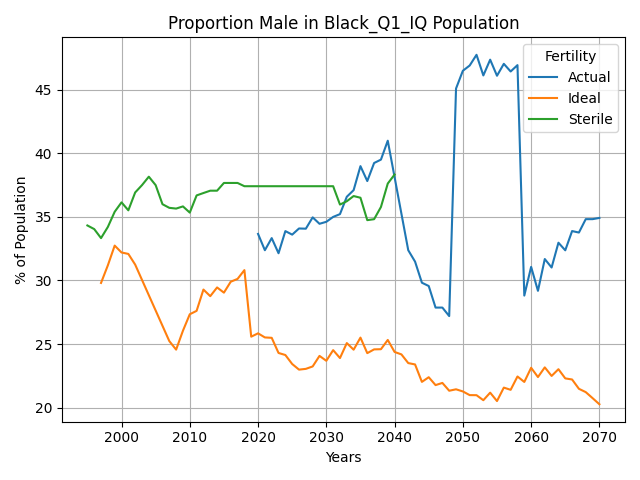 Proportion Male in Black_Q1_IQ Population
% of Population
45
40
35
30
25
20
2000
2010
2020
2030
2040
2050
2060
2070
Years
Fertility
Actual
Ideal
Sterile